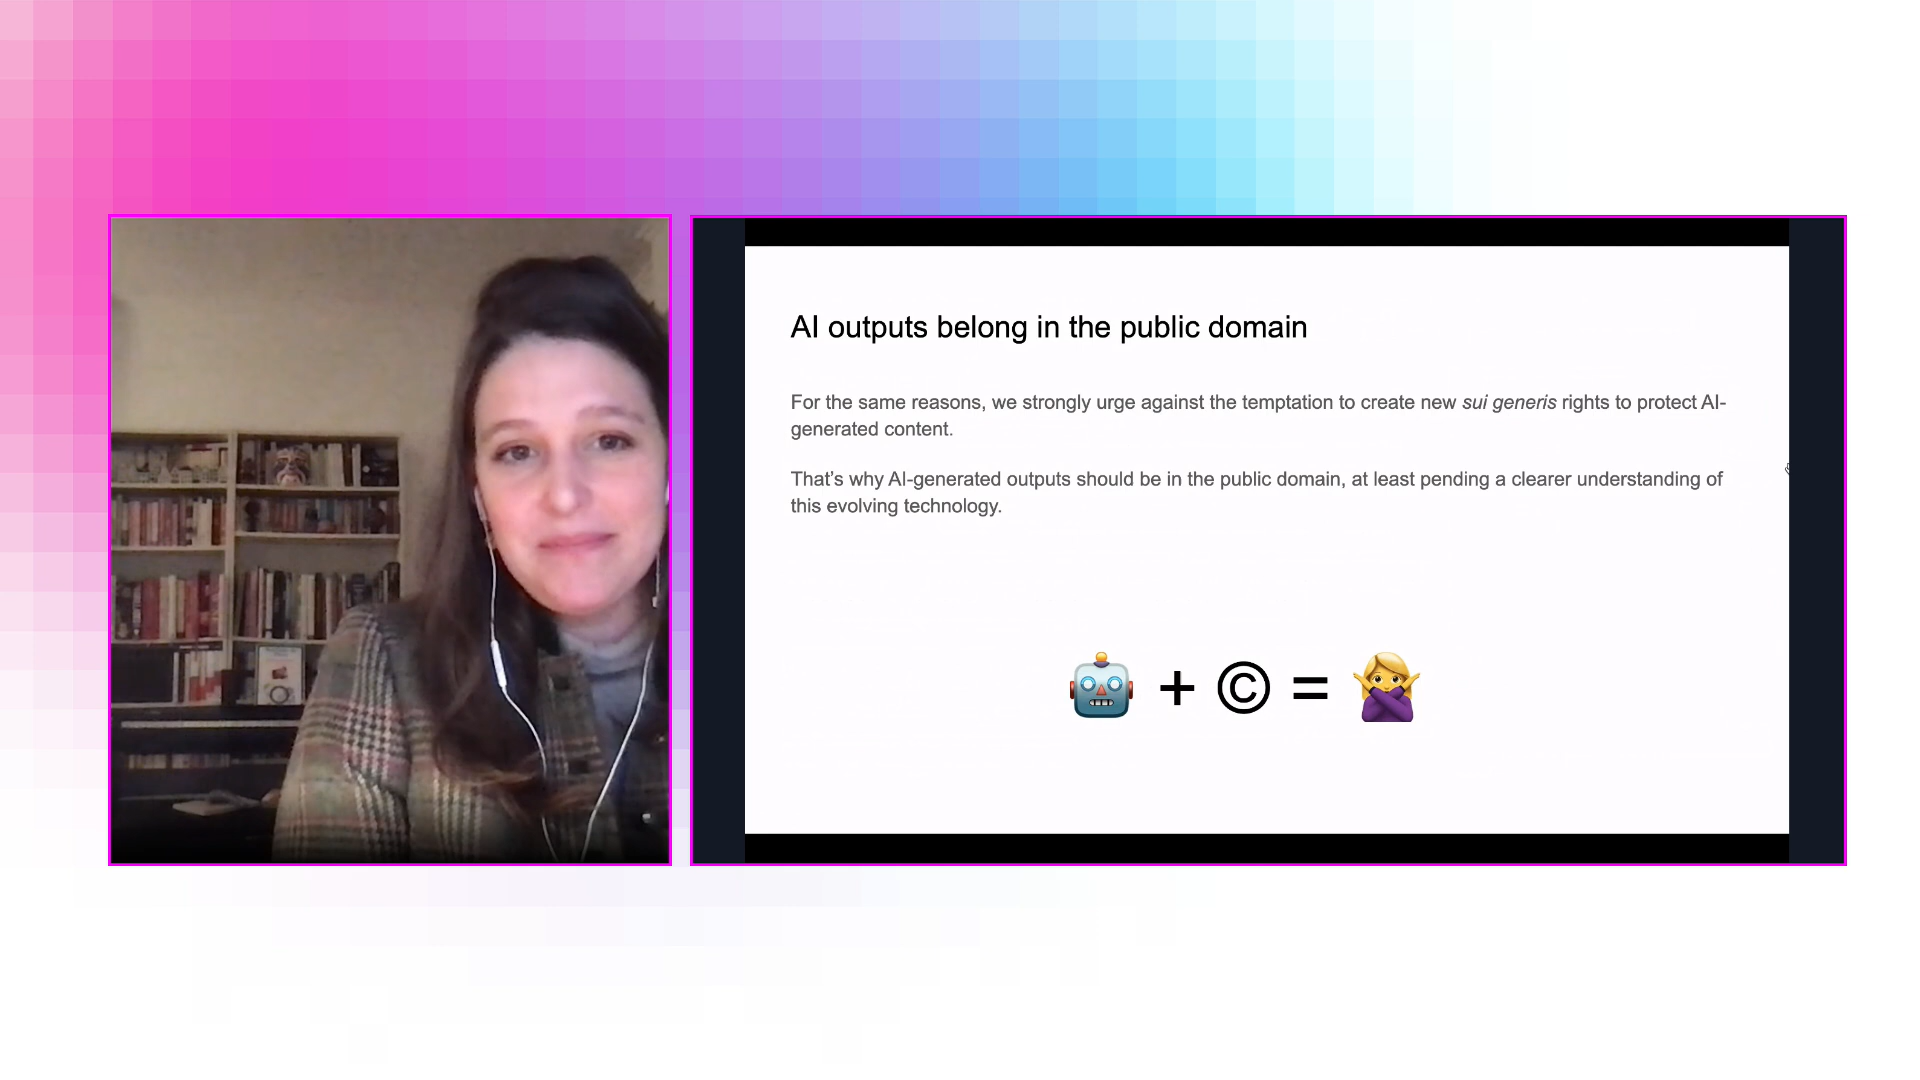 AI outputs belong in the public domain
For the same reasons, we strongly urge against the temptation to create new sui generis rights to protect AI-
generated content.
That’s why AI-generated outputs should be in the public domain, at least pending a clearer understanding of
this evolving technology.
+ © =